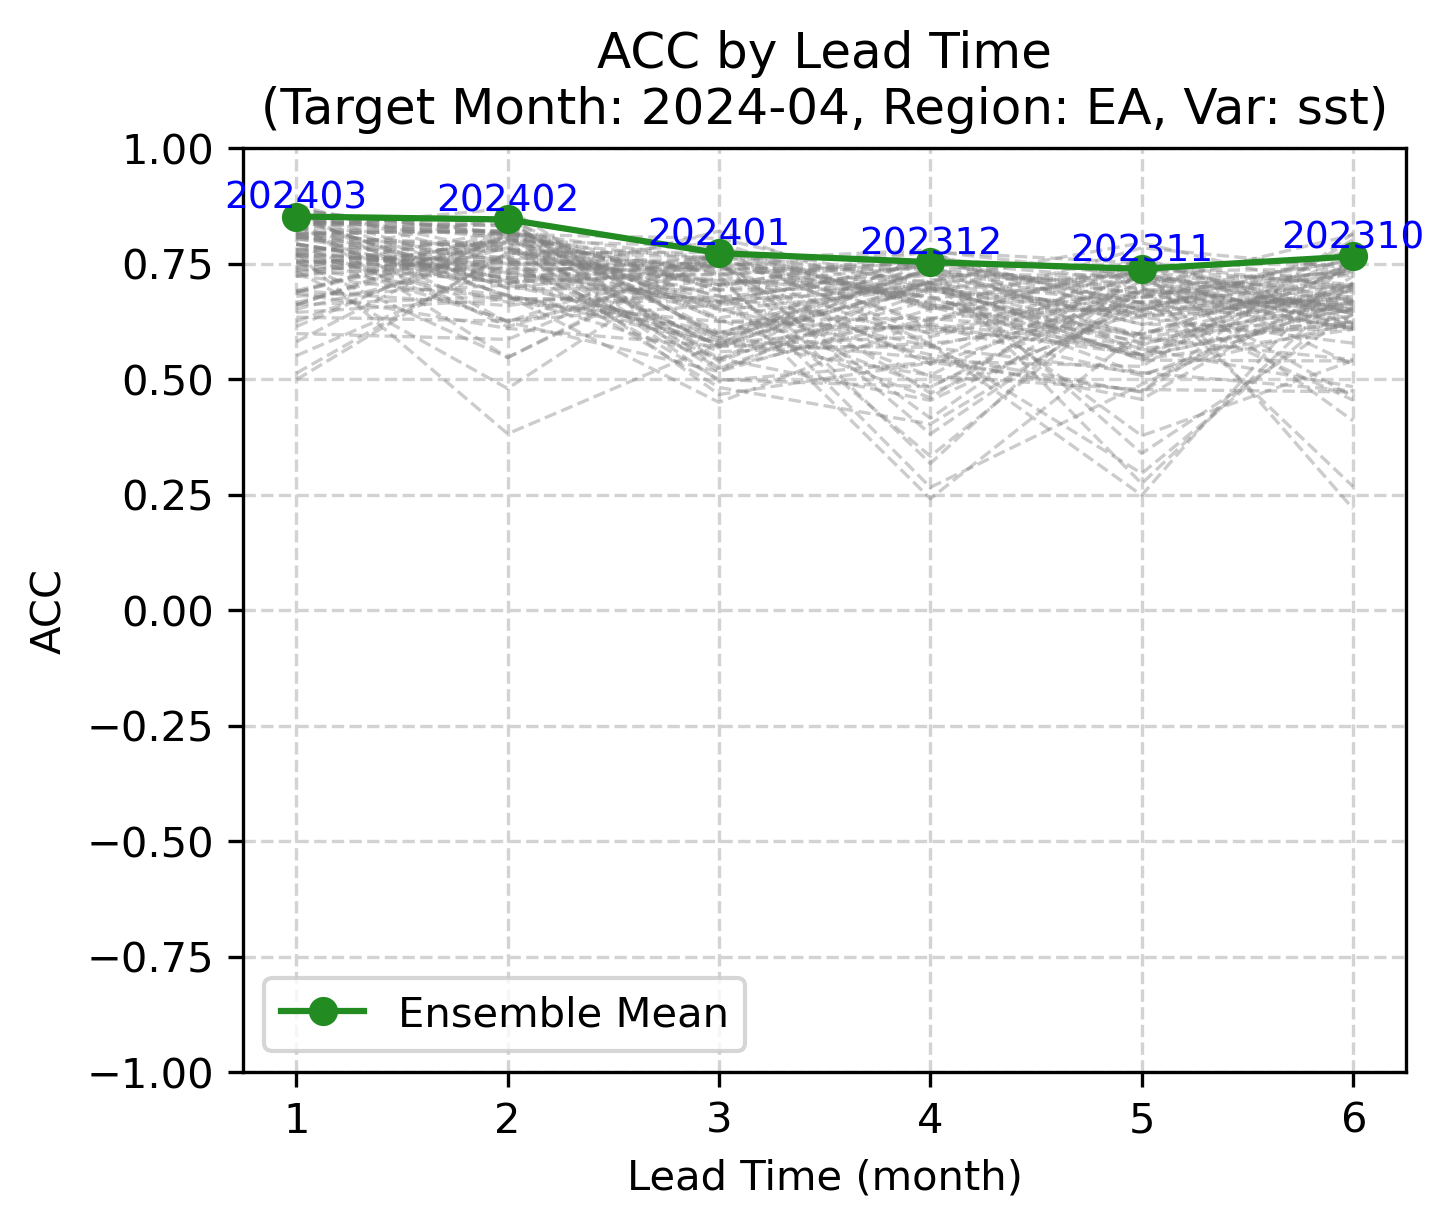 ACC by Lead Time
(Target Month: 2024-04, Region: EA, Var: sst)
1.00
0.75
0.50
0.25
0.00
−0.25
−0.50
−0.75
−1.00
ACC
202403
202402
202401
202312
202311
202310
Ensemble Mean
1 2 3 4 5 6
Lead Time (month)